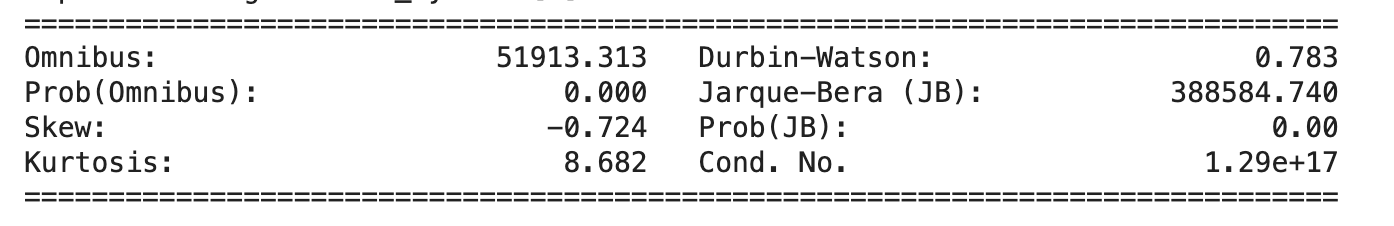 ==============================================================================
Omnibus: 51913.313 Durbin-Watson: 0.783
Prob(Omnibus): 0.000 Jarque-Bera (JB): 388584.740
Skew: -0.724 Prob(JB): 0.00
Kurtosis: 8.682 Cond. No. 1.29e+17
==============================================================================